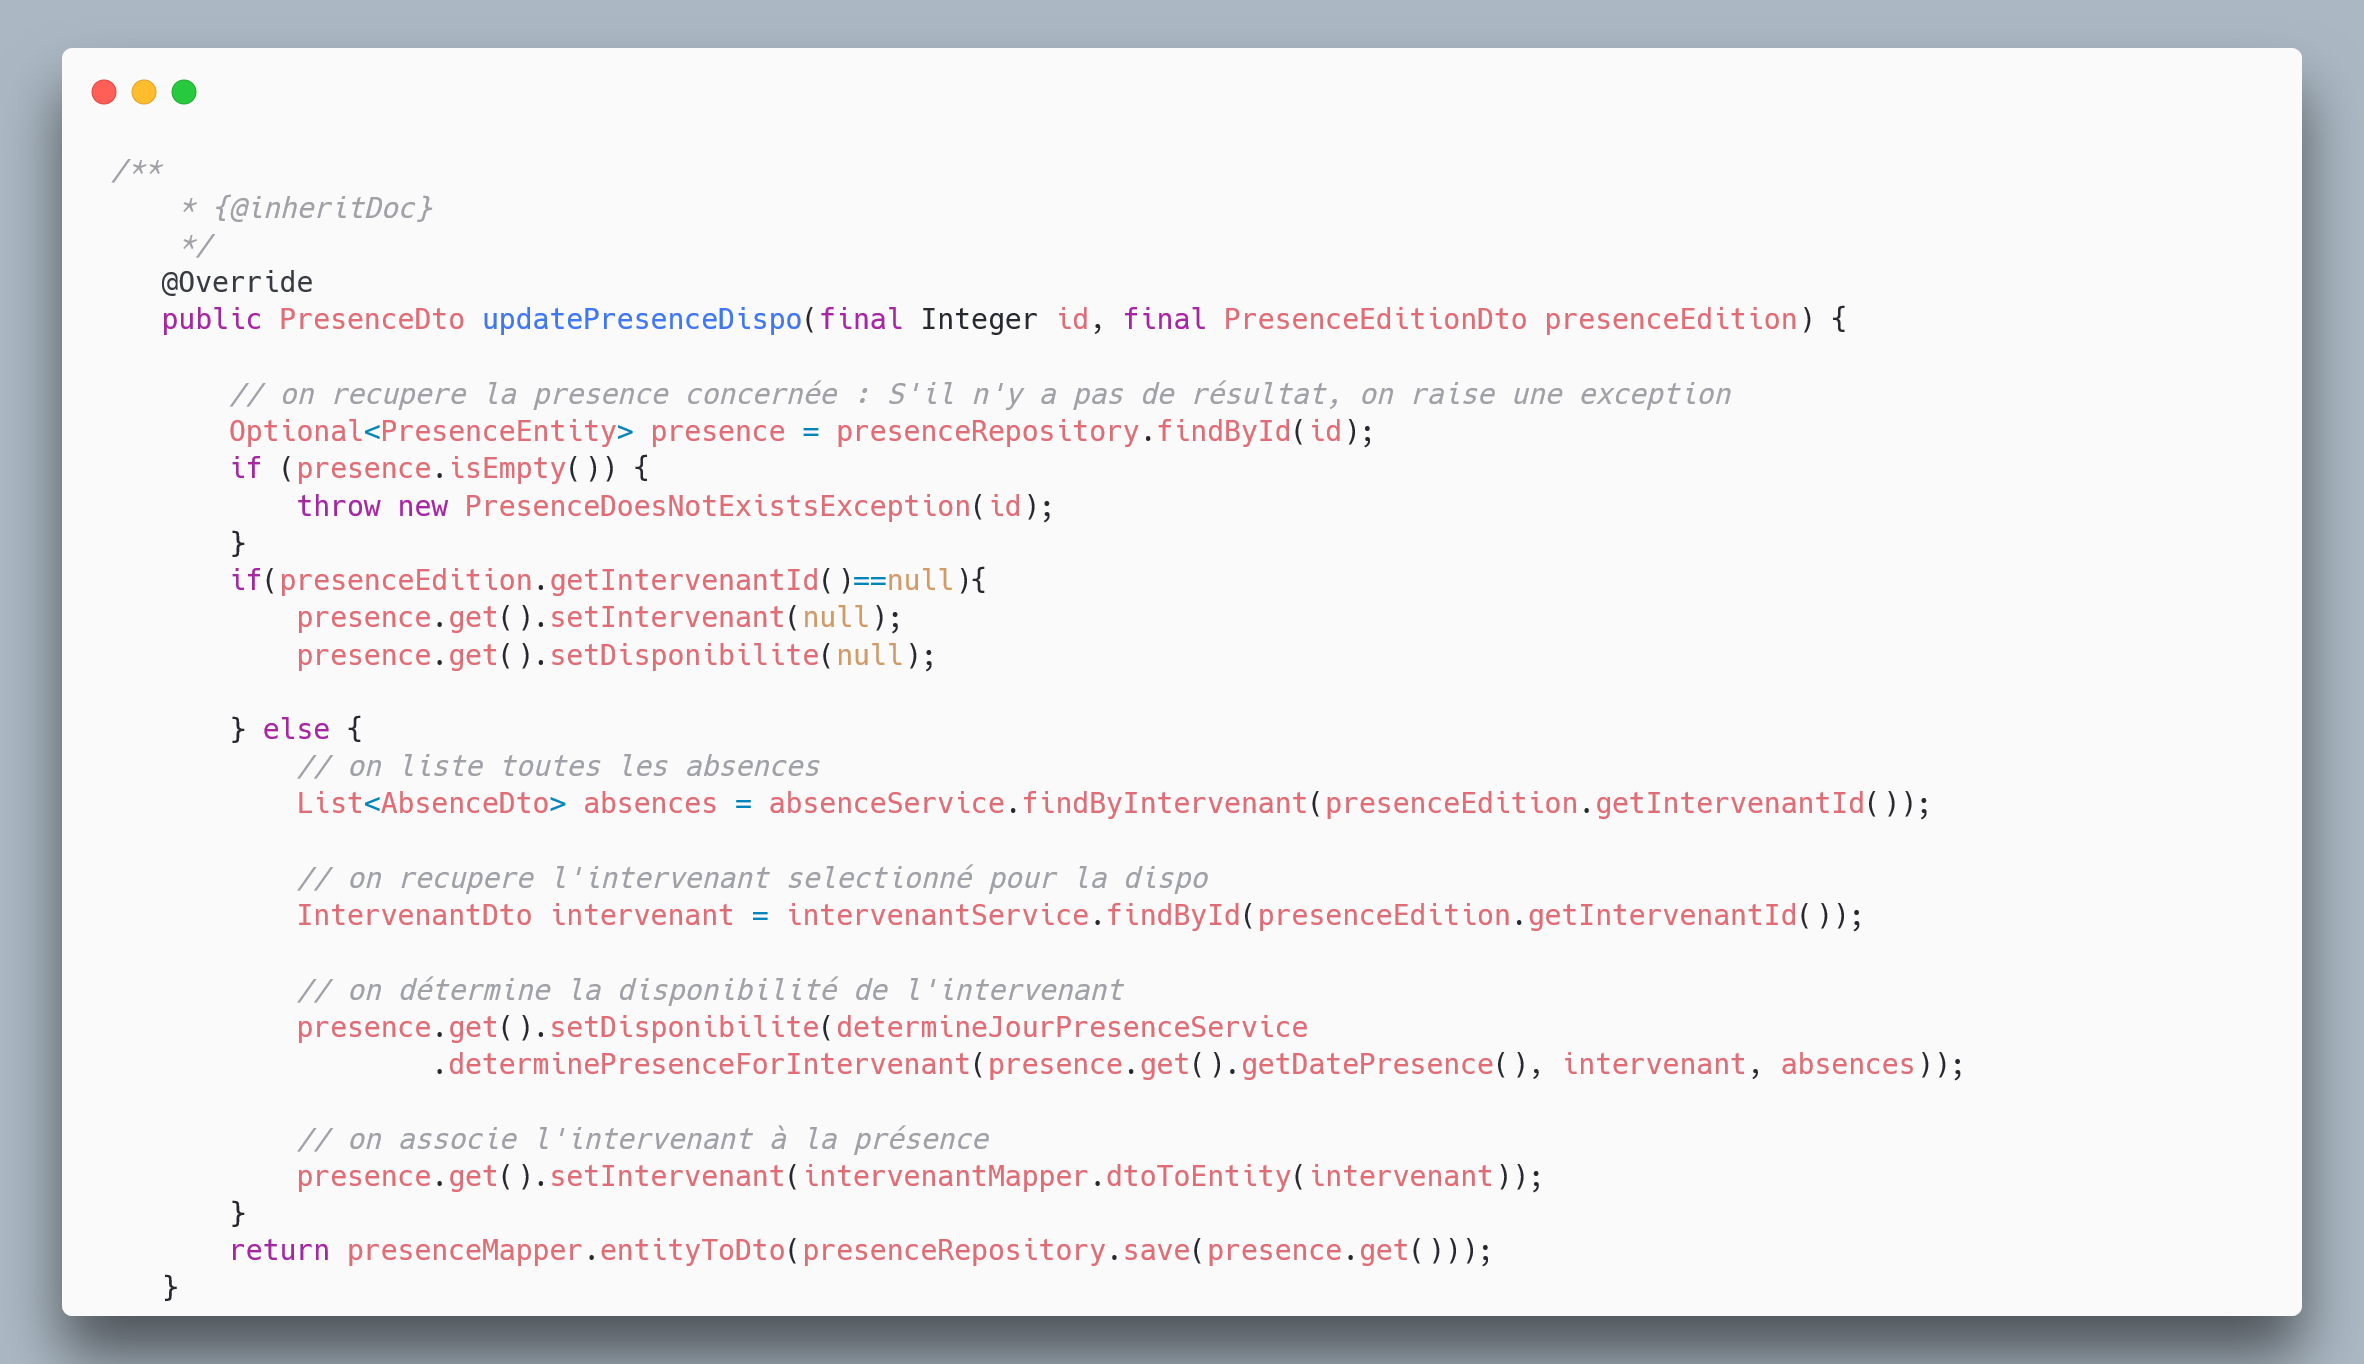 /**
     * {@inheritDoc}
     */
    @Override
    public PresenceDto updatePresenceDispo(final Integer id, final PresenceEditionDto presenceEdition) {

        // on recupere la presence concernée : S'il n'y a pas de résultat, on raise une exception
        Optional<PresenceEntity> presence = presenceRepository.findById(id);
        if (presence.isEmpty()) {
            throw new PresenceDoesNotExistsException(id);
        }
        if(presenceEdition.getIntervenantId()==null){
            presence.get().setIntervenant(null);
            presence.get().setDisponibilite(null);

        } else {
            // on liste toutes les absences
            List<AbsenceDto> absences = absenceService.findByIntervenant(presenceEdition.getIntervenantId());

            // on recupere l'intervenant selectionné pour la dispo
            IntervenantDto intervenant = intervenantService.findById(presenceEdition.getIntervenantId());

            // on détermine la disponibilité de l'intervenant
            presence.get().setDisponibilite(determineJourPresenceService
                    .determinePresenceForIntervenant(presence.get().getDatePresence(), intervenant, absences));

            // on associe l'intervenant à la présence
            presence.get().setIntervenant(intervenantMapper.dtoToEntity(intervenant));
        }
        return presenceMapper.entityToDto(presenceRepository.save(presence.get()));
    }